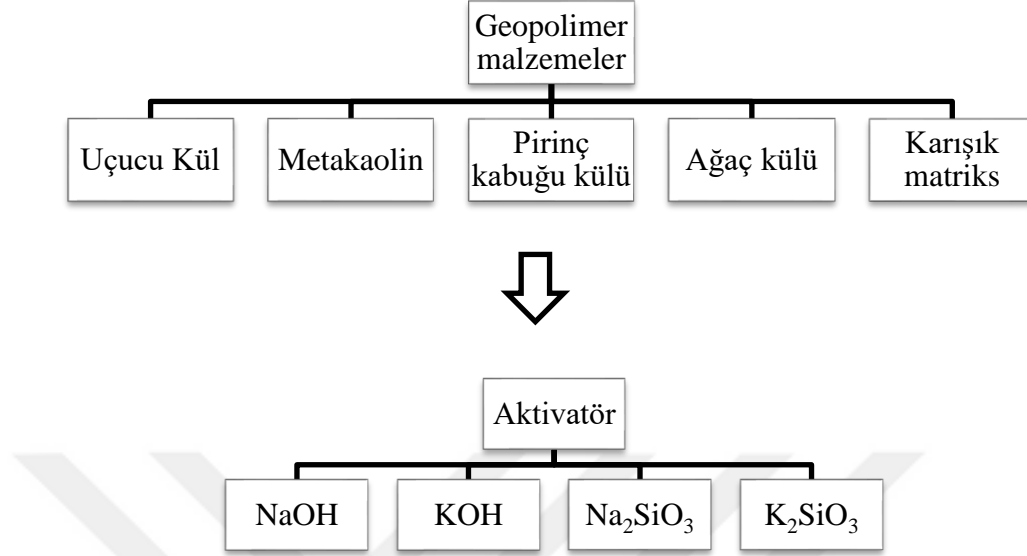 Geopolimer
malzemeler
Uçucu Kül
Metakaolin
Pirinç
kabuğu külü
Ağaç külü
Karışık
matriks
Aktivatör
NaOH
KOH
Na₂SiO₃
K₂SiO₃